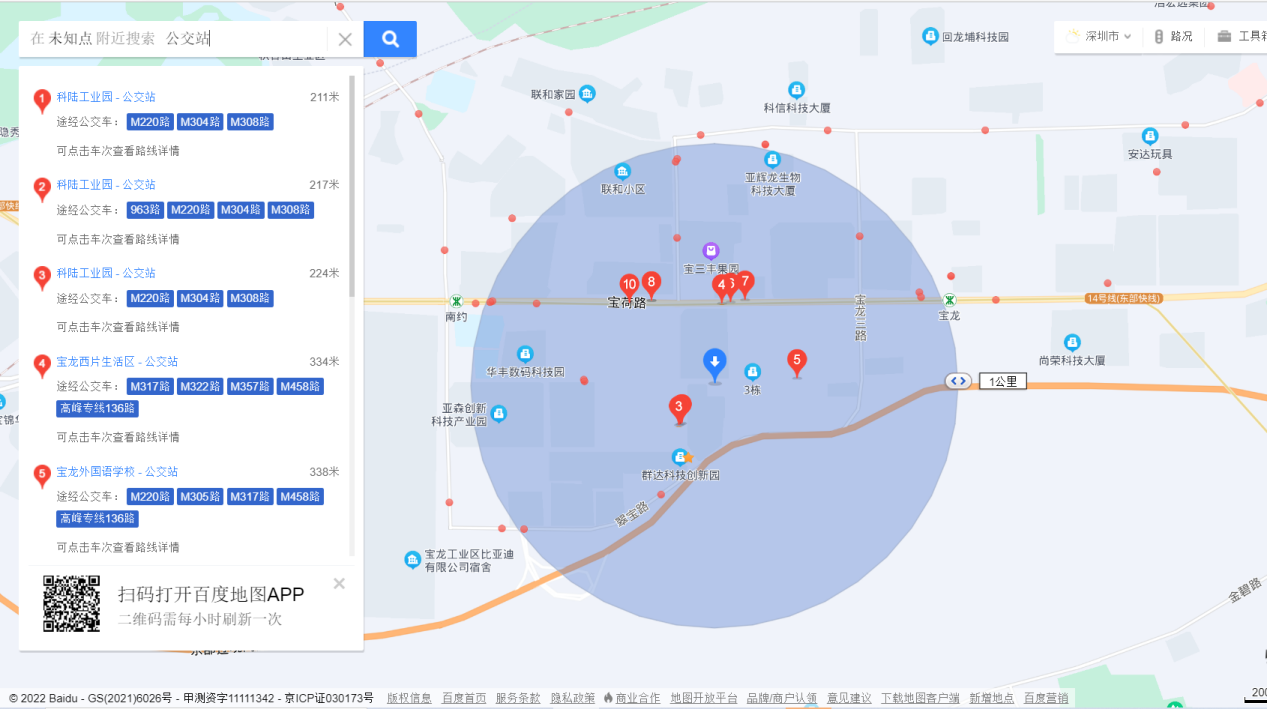 在 未知点 附近搜索 公交站
1
科陆工业园 - 公交站
211米
途经公交车： M220路 M304路 M308路
可点击车次查看路线详情
2
科陆工业园 - 公交站
217米
途经公交车： 963路 M220路 M304路 M308路
可点击车次查看路线详情
3
科陆工业园 - 公交站
224米
途经公交车： M220路 M304路 M308路
可点击车次查看路线详情
4
宝龙西片生活区 - 公交站
334米
途经公交车： M317路 M322路 M357路 M458路
高峰专线136路
可点击车次查看路线详情
5
宝龙外国语学校 - 公交站
338米
途经公交车： M220路 M305路 M317路 M458路
高峰专线136路
可点击车次查看路线详情
扫码打开百度地图APP
二维码需每小时刷新一次
回龙埔科技园
深圳市
路况
工具箱
联和家园
科信科技大厦
安达玩具
联和小区
亚辉龙生物
科技大厦
宝三丰果园
10
8
4
7
宝荷路
南约
宝龙三路
宝龙
14号线(东部快线)
华丰数码科技园
5
3栋
尚荣科技大厦
1公里
亚森创新
科技产业园
3
群达科技创新园
翠宝路
宝龙工业区比亚迪
有限公司宿舍
金碧路
© 2022 Baidu - GS(2021)6026号 - 甲测资字11111342 - 京ICP证030173号 版权信息 百度首页 服务条款 隐私政策 商业合作 地图开放平台 品牌/商户认领 意见建议 下载地图客户端 新增地点 百度营销